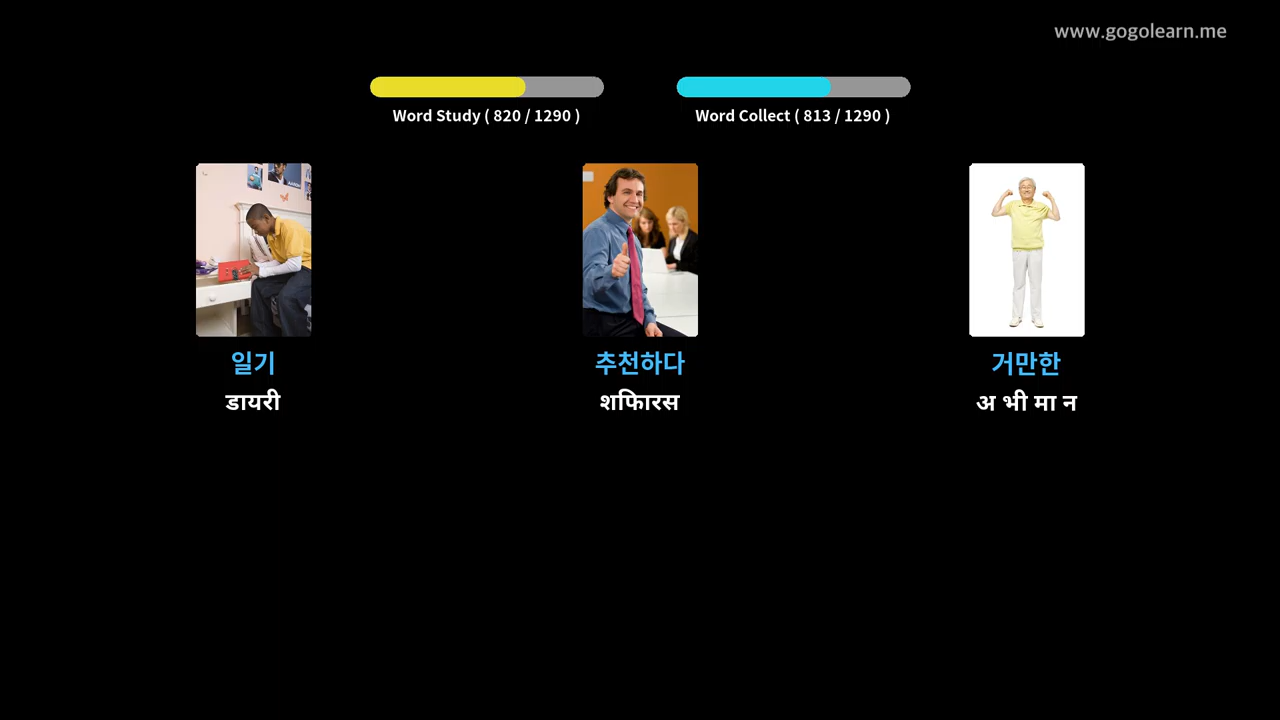 www.gogolearn.me
Word Study ( 820 / 1290 )
Word Collect ( 813 / 1290 )
일기
추천하다
거만한
डायरी
शफािरस
अ भी मा न